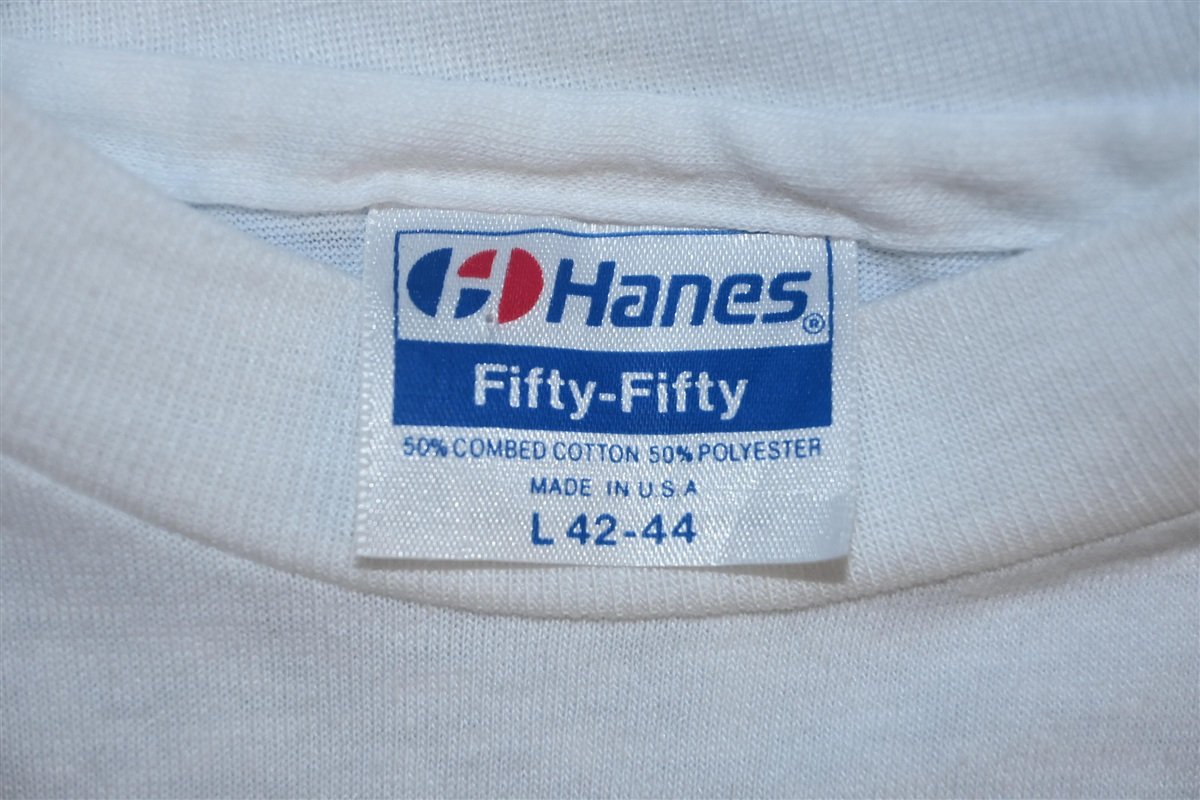 H Hanes®
Fifty-Fifty
50% COMBED COTTON 50% POLYESTER
MADE IN U.S.A
L 42-44